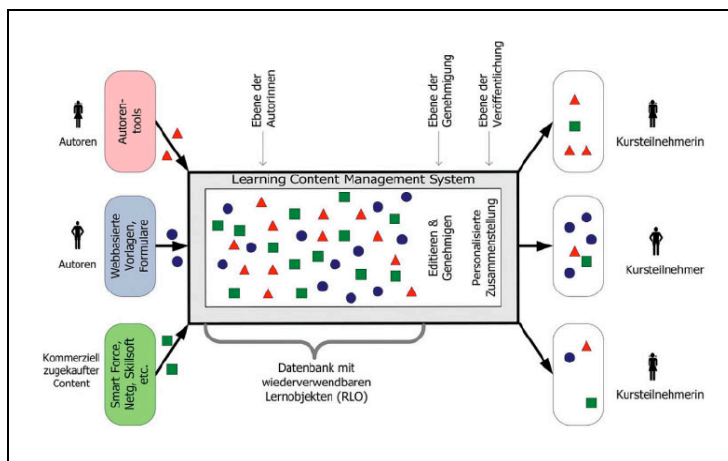 Ebene der
Autorinnen
Ebene der
Genehmigung
Ebene der
Veröffentlichung
Autoren
Autoren-
tools
Kursteilnehmerin
Learning Content Management System
Autoren
Webbasierte
Vorlagen,
Formulare
Editieren &
Genehmigen
Personalisierte
Zusammenstellung
Kursteilnehmer
Kommerziell
zugekaufter
Content
Smart Force,
Netg, Skillsoft
etc.
Datenbank mit
wiederverwendbaren
Lernobjekten (RLO)
Kursteilnehmerin